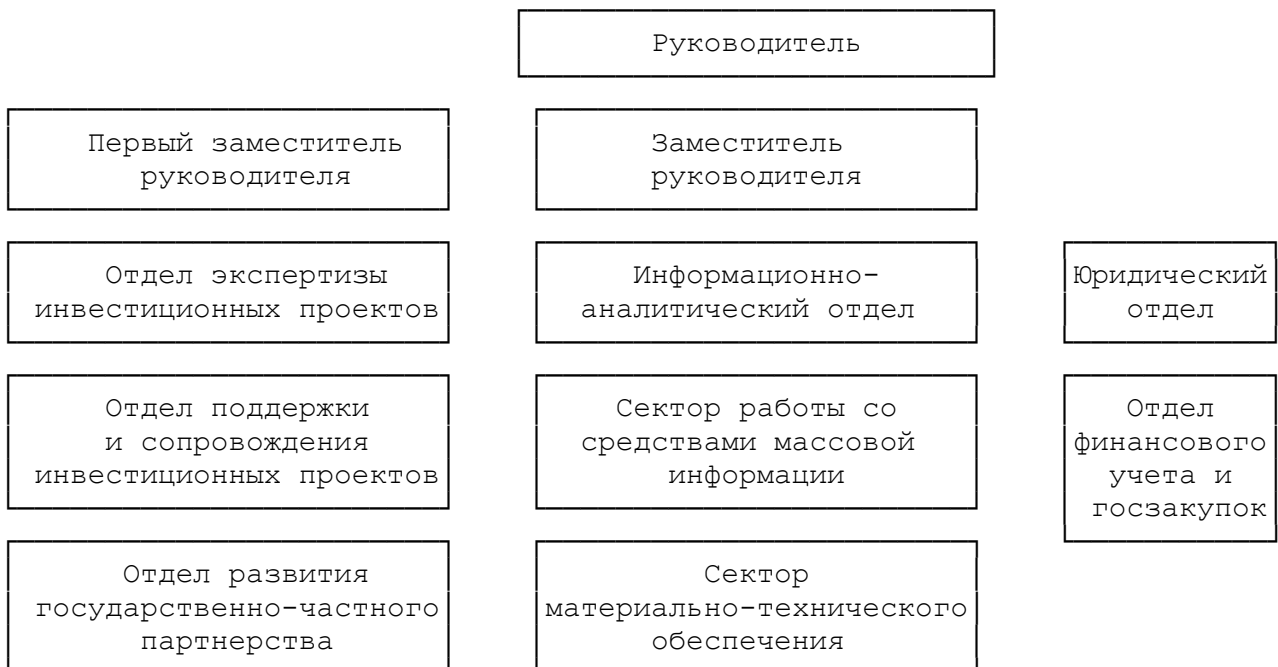 Руководитель
Первый заместитель
руководителя
Заместитель
руководителя
Отдел экспертизы
инвестиционных проектов
Информационно-
аналитический отдел
Юридический
отдел
Отдел поддержки
и сопровождения
инвестиционных проектов
Сектор работы со
средствами массовой
информации
Отдел
финансового
учета и
госзакупок
Отдел развития
государственно-частного
партнерства
Сектор
материально-технического
обеспечения